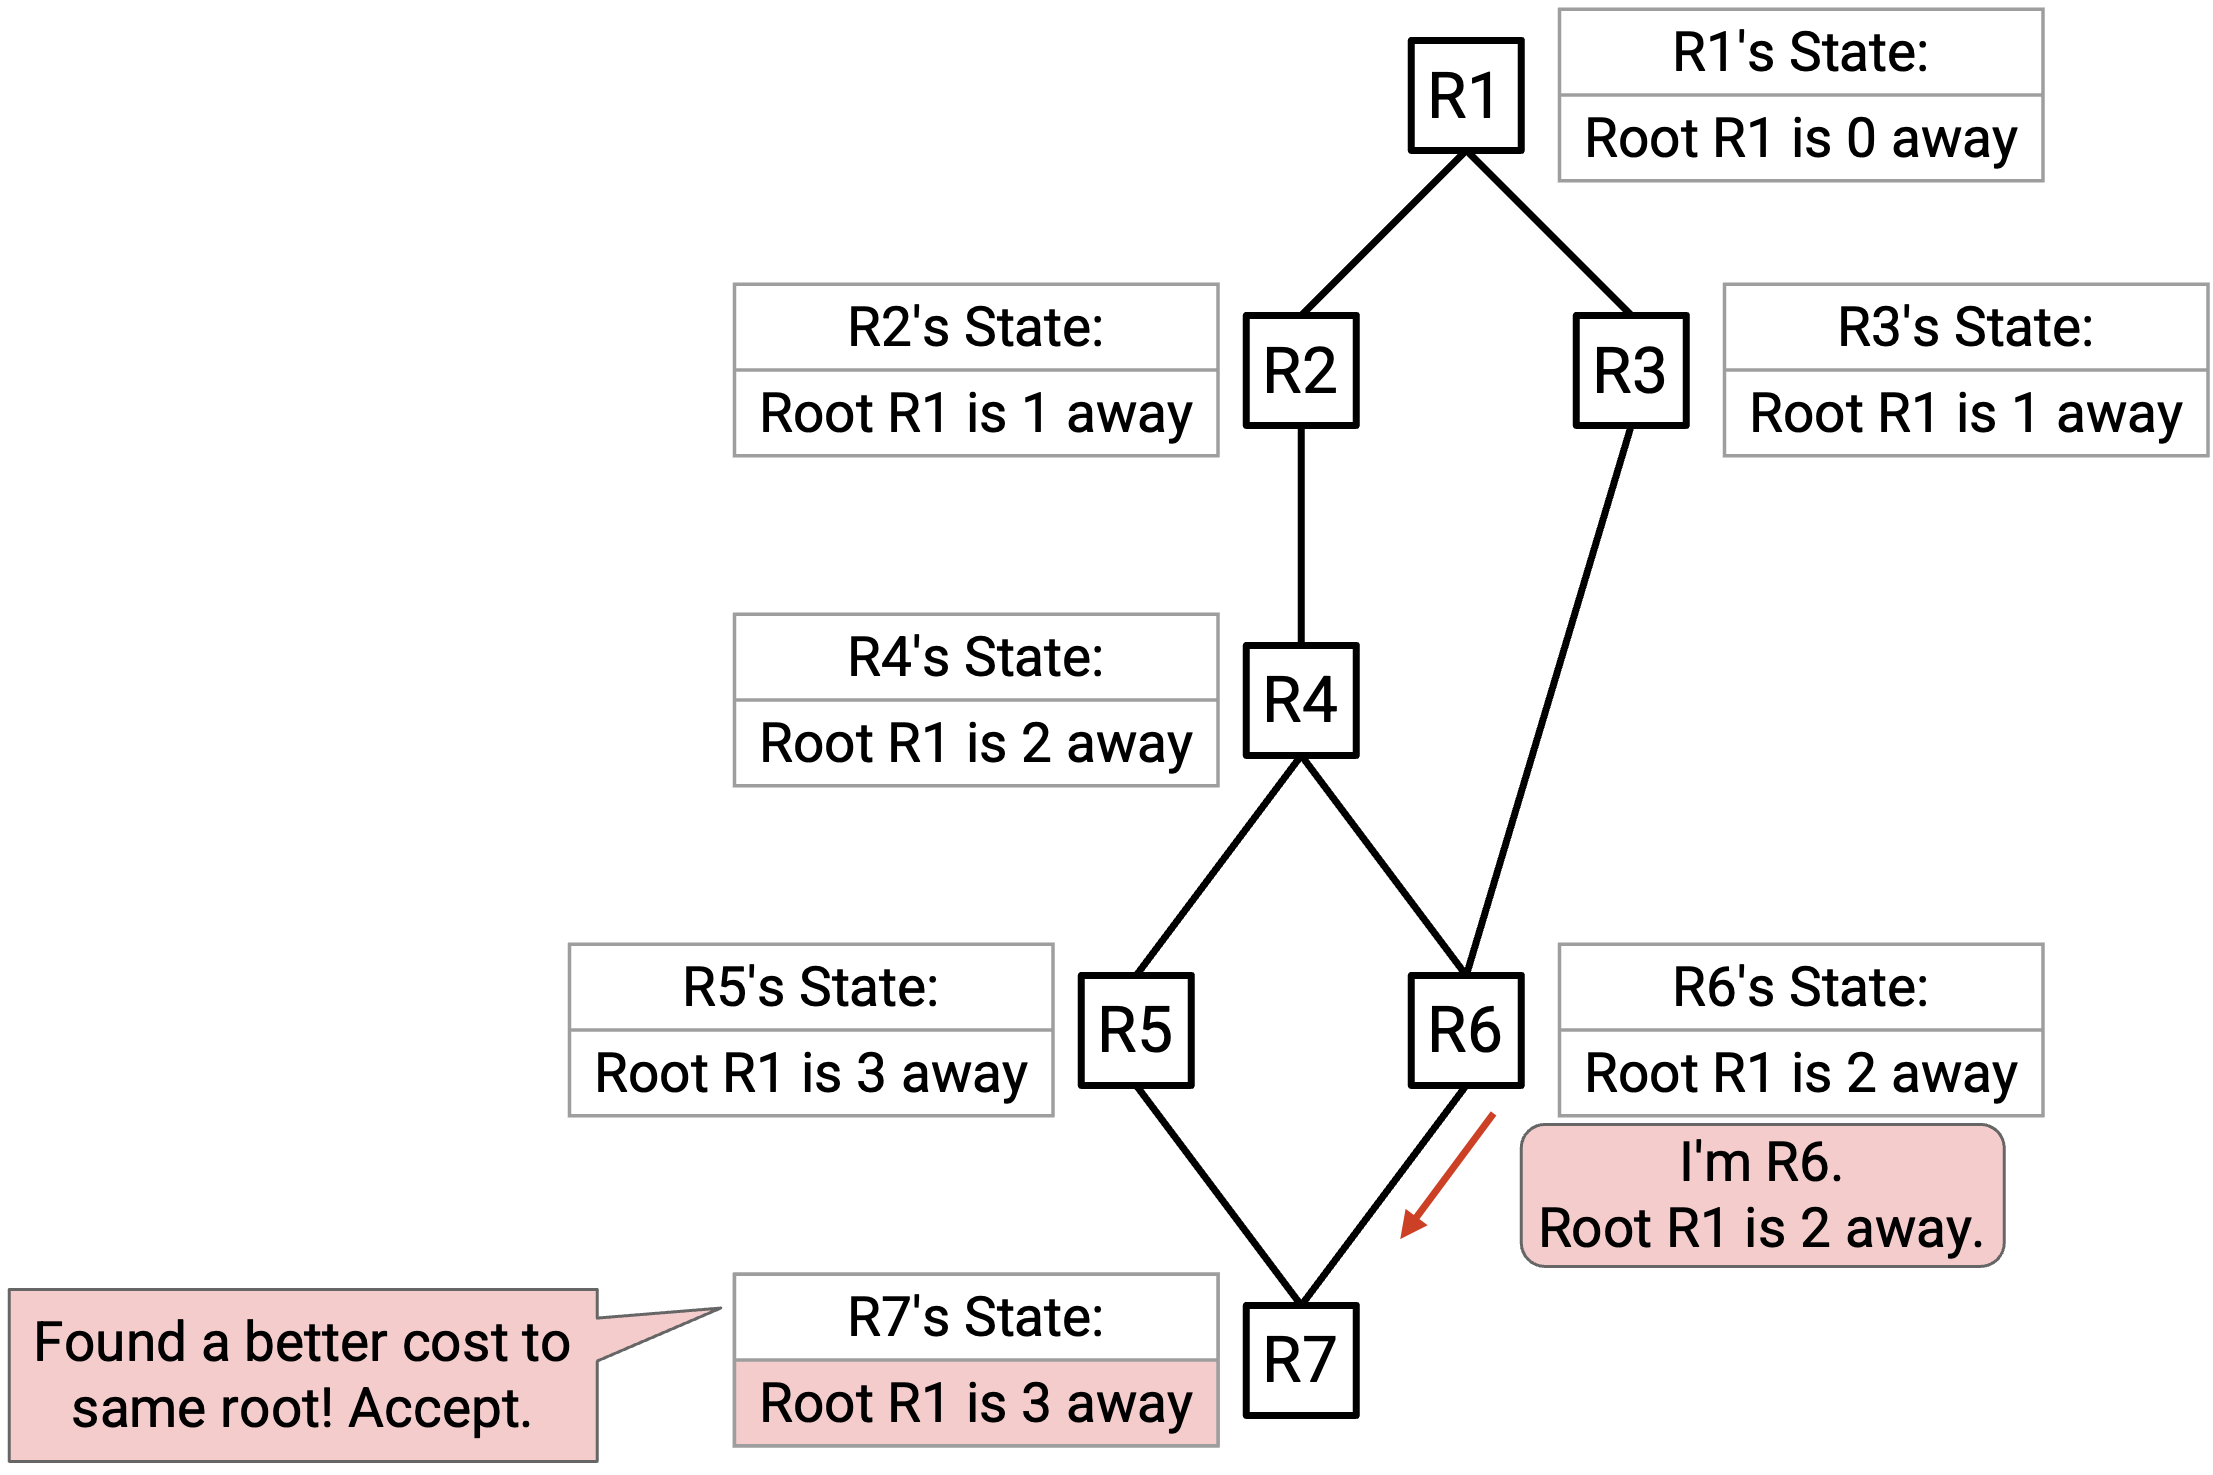 R1
R1's State:
Root R1 is 0 away
R2's State:
Root R1 is 1 away
R2
R3
R3's State:
Root R1 is 1 away
R4's State:
Root R1 is 2 away
R4
R5's State:
Root R1 is 3 away
R5
R6
R6's State:
Root R1 is 2 away
I'm R6.
Root R1 is 2 away.
Found a better cost to
same root! Accept.
R7's State:
Root R1 is 3 away
R7